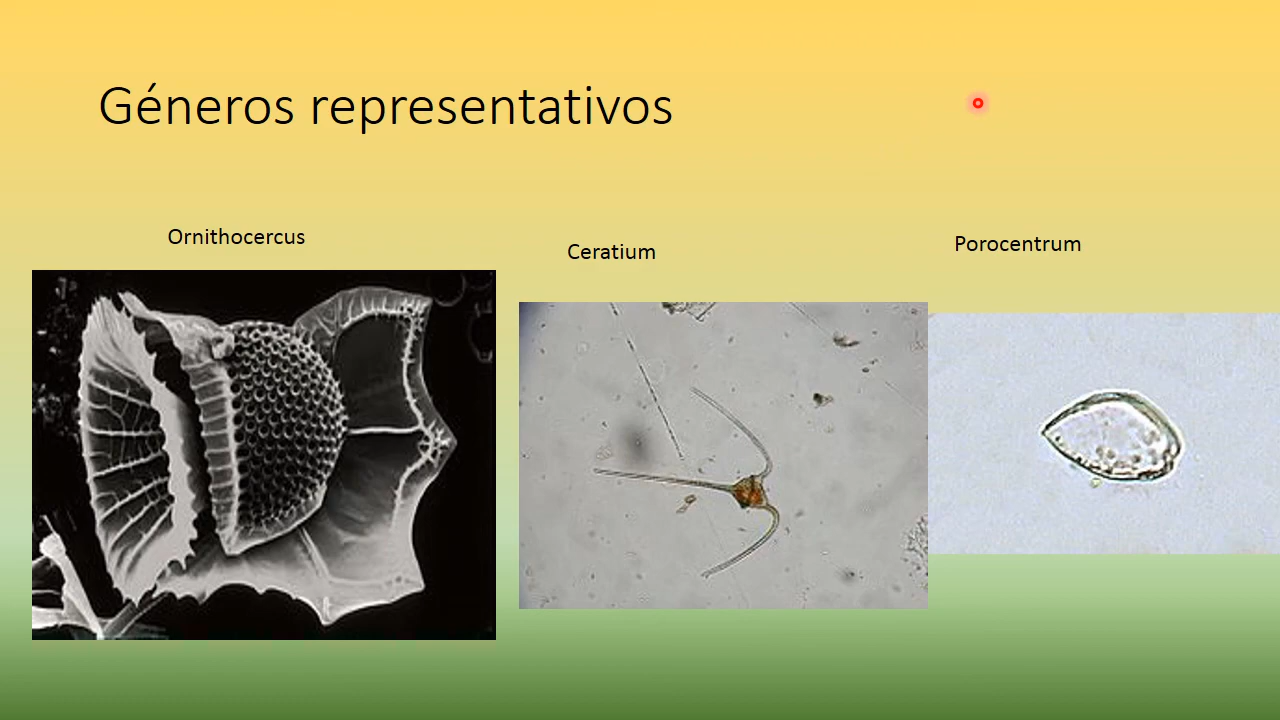 Géneros representativos
Ornithocercus
Ceratium
Porocentrum